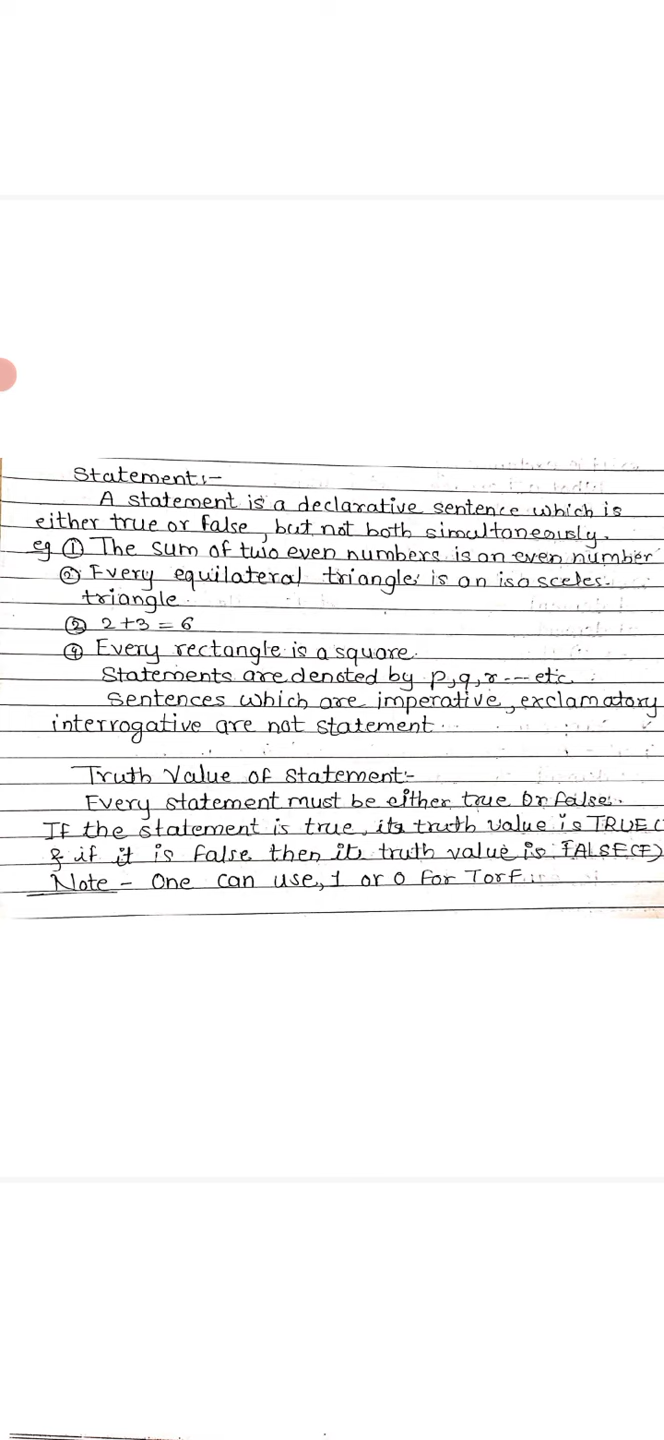 Statement:-
A statement is a declarative sentence which is
either true or false, but not both simultoneously.
eg ① The sum of two even numbers is an even number
② Every equilateral triangles is an isosceles.
triangle.
③ 2+3=6
④ Every rectangle is a square.
Statements are denoted by p,q,r --- etc.
Sentences which are imperative, exclamatory
interrogative are not statement.
Truth Value of Statement:-
Every statement must be either true or false.
If the statement is true, its truth value is TRUE(
& if it is false then its truth value is FALSE(F)
Note - One can use, 1 or 0 for T or F.